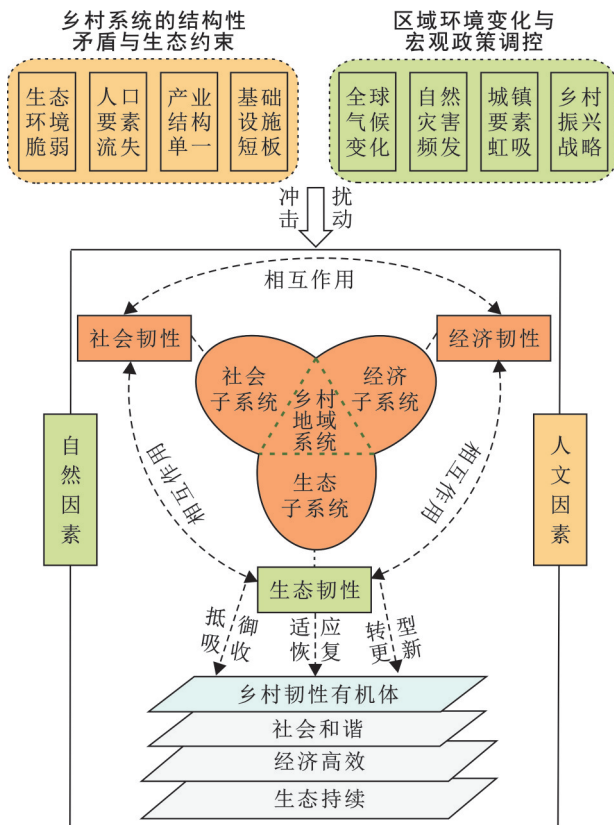 乡村系统的结构性
矛盾与生态约束
区域环境变化与
宏观政策调控
生态
环境
脆弱
人口
要素
流失
产业
结构
单一
基础
设施
短板
全球
气候
变化
自然
灾害
频发
城镇
要素
虹吸
乡村
振兴
战略
冲击
扰动
相互作用
社会韧性
经济韧性
社会
子系统
经济
子系统
乡村
地域
系统
生态
子系统
自然因素
人文因素
相互作用
相互作用
生态韧性
抵御
吸收
适应
恢复
转型
更新
乡村韧性有机体
社会和谐
经济高效
生态持续